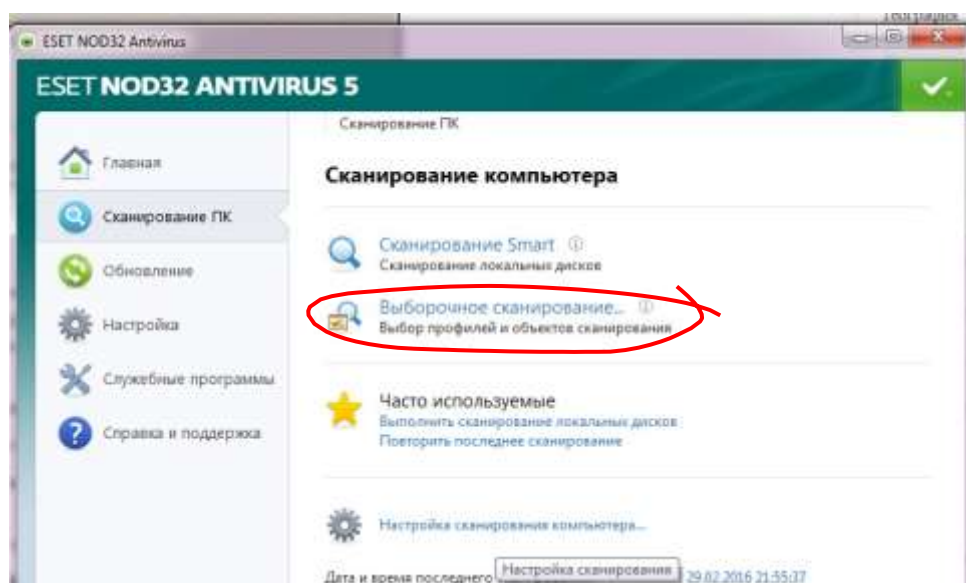 ESET NOD32 Antivirus
ESET NOD32 ANTIVIRUS 5
Сканирование ПК
Главная
Сканирование компьютера
Сканирование ПК
Сканирование Smart
Сканирование локальных дисков
Обновление
Выборочное сканирование...
Выбор профилей и объектов сканирования
Настройка
Служебные программы
Часто используемые
Выполнить сканирование локальных дисков
Повторить последнее сканирование
Справка и поддержка
Настройка сканирования компьютера...
Дата и время последнего
Настройка сканирования
29.02.2016 21:55:37